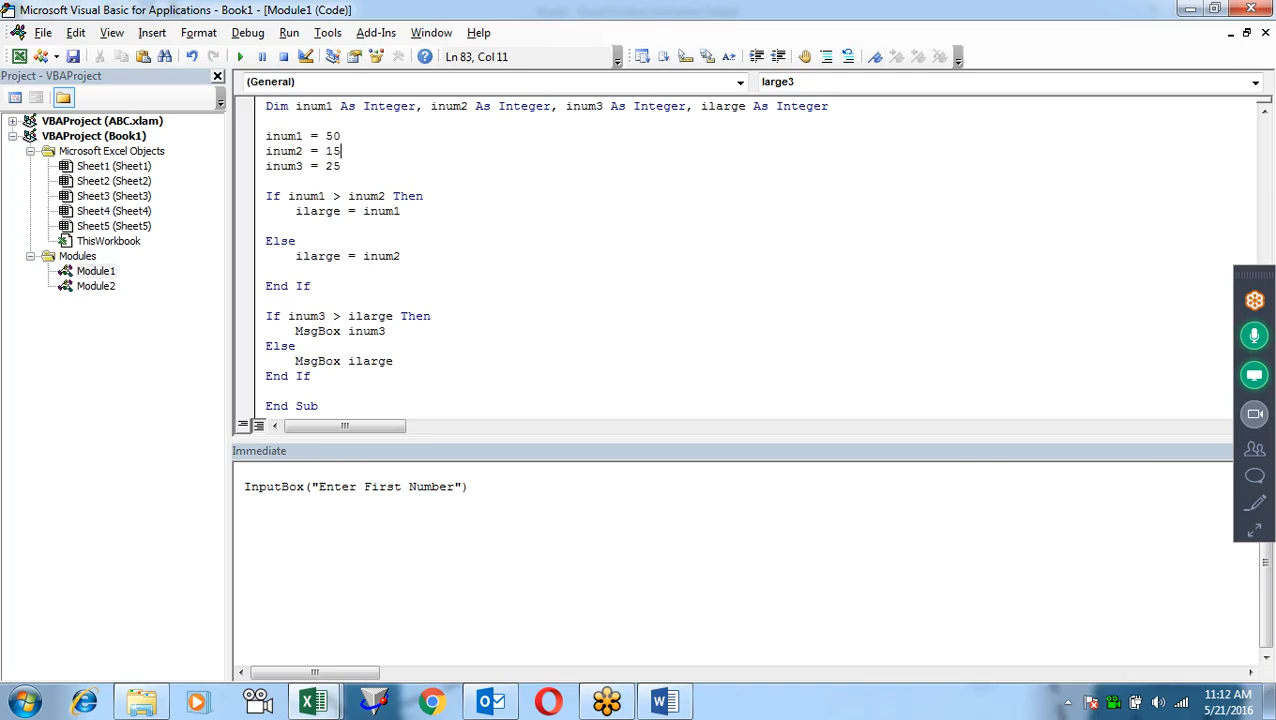 Microsoft Visual Basic for Applications - Book1 - [Module1 (Code)]
File Edit View Insert Format Debug Run Tools Add-Ins Window Help
Ln 83, Col 11
Project - VBAProject
(General)
large3
VBAProject (ABC.xlam)
VBAProject (Book1)
Microsoft Excel Objects
Sheet1 (Sheet1)
Sheet2 (Sheet2)
Sheet3 (Sheet3)
Sheet4 (Sheet4)
Sheet5 (Sheet5)
ThisWorkbook
Modules
Module1
Module2
Dim inum1 As Integer, inum2 As Integer, inum3 As Integer, ilarge As Integer
inum1 = 50
inum2 = 15
inum3 = 25
If inum1 > inum2 Then
ilarge = inum1
Else
ilarge = inum2
End If
If inum3 > ilarge Then
MsgBox inum3
Else
MsgBox ilarge
End If
End Sub
Immediate
InputBox("Enter First Number")
11:12 AM
5/21/2016